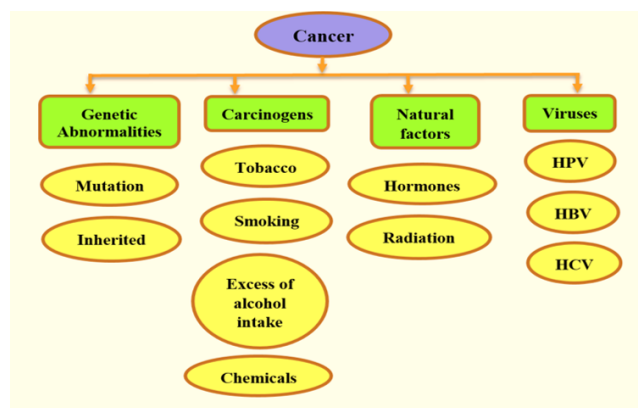 Cancer
Genetic
Abnormalities
Carcinogens
Natural
factors
Viruses
Mutation
Inherited
Tobacco
Smoking
Excess of
alcohol
intake
Chemicals
Hormones
Radiation
HPV
HBV
HCV